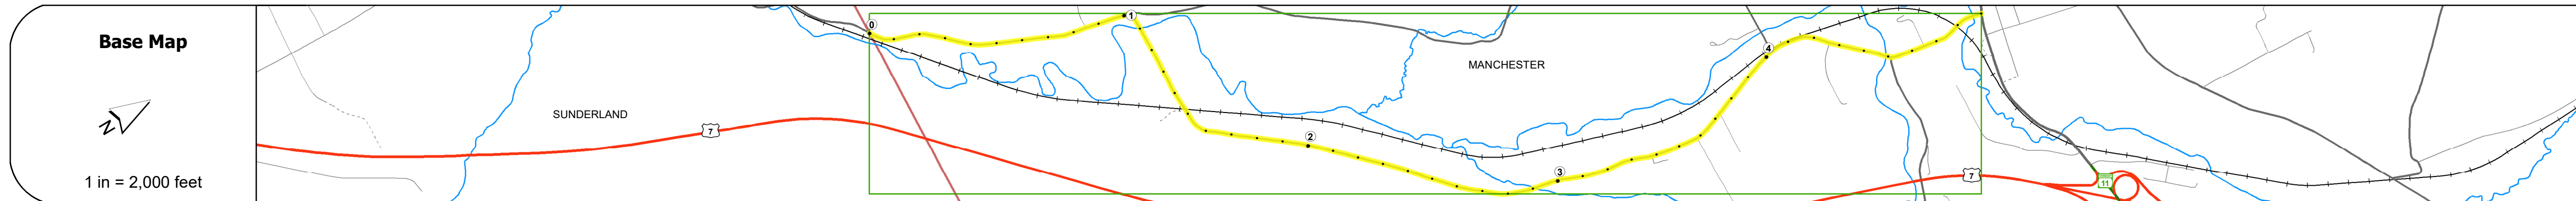 Base Map
N
1 in = 2,000 feet
SUNDERLAND
7
0
1
2
3
4
MANCHESTER
7
11